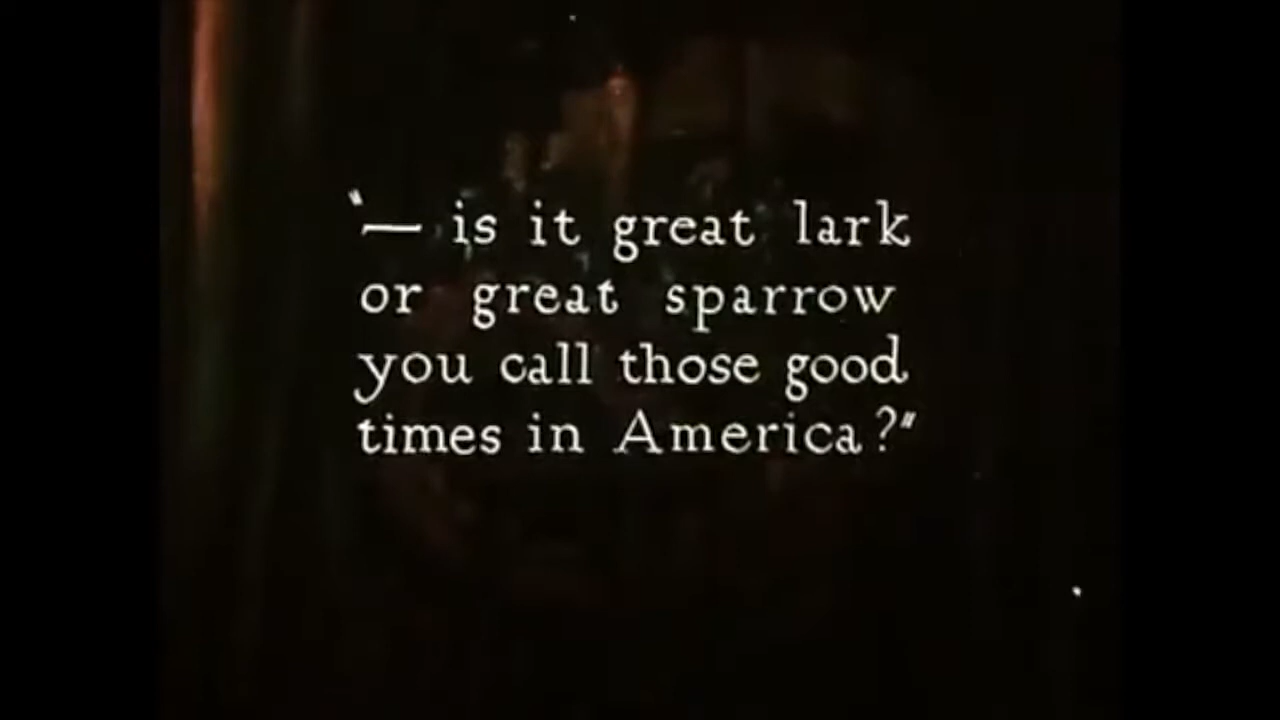 "— is it great lark
or great sparrow
you call those good
times in America?"